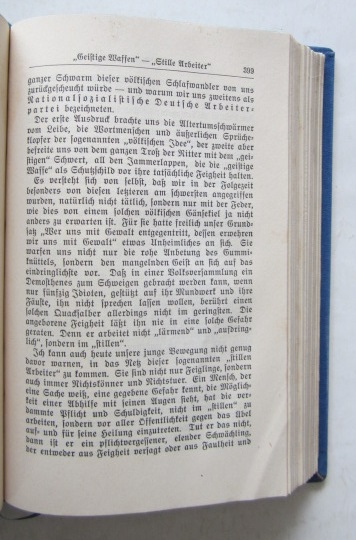 „Geistige Waffen“ — „Stille Arbeiter“ 399
ganzer Schwarm dieser völkischen Schlafwandler von uns
zurückgescheucht würde — und warum wir uns zweitens als
Nationalsozialistische Deutsche Arbeiter-
partei bezeichneten.
Der erste Ausdruck brachte uns die Altertumsschwärmer
vom Leibe, die Wortmenschen und äußerlichen Sprüche-
klopfer der sogenannten „völkischen Idee“, der zweite aber
befreite uns von dem ganzen Troß der Ritter mit dem „gei-
stigen“ Schwert, all den Jammerlappen, die die „geistige
Waffe“ als Schutzschild vor ihre tatsächliche Feigheit halten.
Es versteht sich von selbst, daß wir in der Folgezeit
besonders von diesen letzteren am schwersten angegriffen
wurden, natürlich nicht tätlich, sondern nur mit der Feder,
wie dies von einem solchen völkischen Gänsekiel ja nicht
anders zu erwarten ist. Für sie hatte freilich unser Grund-
satz „Wer uns mit Gewalt entgegentritt, dessen erwehren
wir uns mit Gewalt“ etwas Unheimliches an sich. Sie
warfen uns nicht nur die rohe Anbetung des Gummi-
knüttels, sondern den mangelnden Geist an sich auf das
eindringlichste vor. Daß in einer Volksversammlung ein
Demosthenes zum Schweigen gebracht werden kann, wenn
nur fünfzig Idioten, gestützt auf ihr Mundwerk und ihre
Fäuste, ihn nicht sprechen lassen wollen, berührt einen
solchen Quacksalber allerdings nicht im geringsten. Die
angeborene Feigheit läßt ihn nie in eine solche Gefahr
geraten. Denn er arbeitet nicht „lärmend“ und „aufdring-
lich“, sondern im „stillen“.
Ich kann auch heute unsere junge Bewegung nicht genug
davor warnen, in das Netz dieser sogenannten „stillen
Arbeiter“ zu kommen. Sie sind nicht nur Feiglinge, sondern
auch immer Nichtskönner und Nichtstuer. Ein Mensch, der
eine Sache weiß, eine gegebene Gefahr kennt, die Möglich-
keit einer Abhilfe mit seinen Augen sieht, hat die ver-
dammte Pflicht und Schuldigkeit, nicht im „stillen“ zu
arbeiten, sondern vor aller Öffentlichkeit gegen das Übel
auf- und für seine Heilung einzutreten. Tut er das nicht,
dann ist er ein pflichtvergessener, elender Schwächling,
der entweder aus Feigheit versagt oder aus Faulheit und